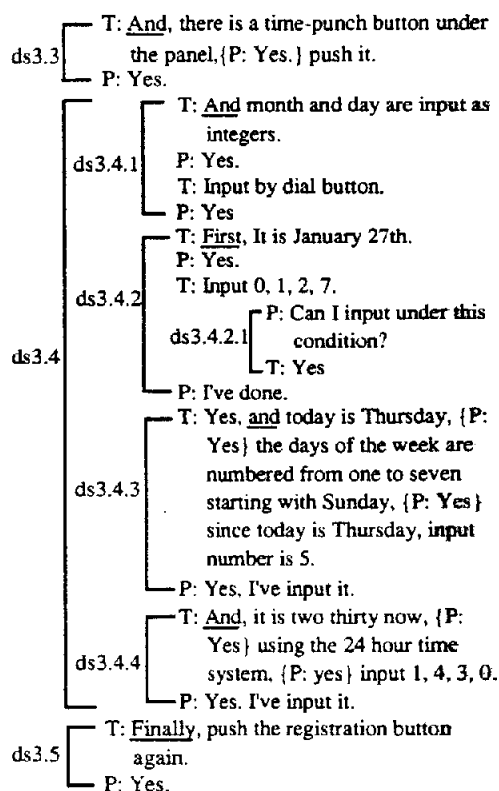 T: And, there is a time-punch button under
the panel,{P: Yes.} push it.
ds3.3
P: Yes.
T: And month and day are input as
integers.
P: Yes.
ds3.4.1
T: Input by dial button.
P: Yes
T: First, It is January 27th.
P: Yes.
T: Input 0, 1, 2, 7.
ds3.4.2
P: Can I input under this
ds3.4.2.1
condition?
T: Yes
ds3.4
P: I've done.
T: Yes, and today is Thursday, {P:
Yes} the days of the week are
numbered from one to seven
ds3.4.3
starting with Sunday, {P: Yes}
since today is Thursday, input
number is 5.
P: Yes, I've input it.
T: And, it is two thirty now, {P:
Yes} using the 24 hour time
ds3.4.4
system, {P: yes} input 1, 4, 3, 0.
P: Yes. I've input it.
T: Finally, push the registration button
ds3.5
again.
P: Yes.